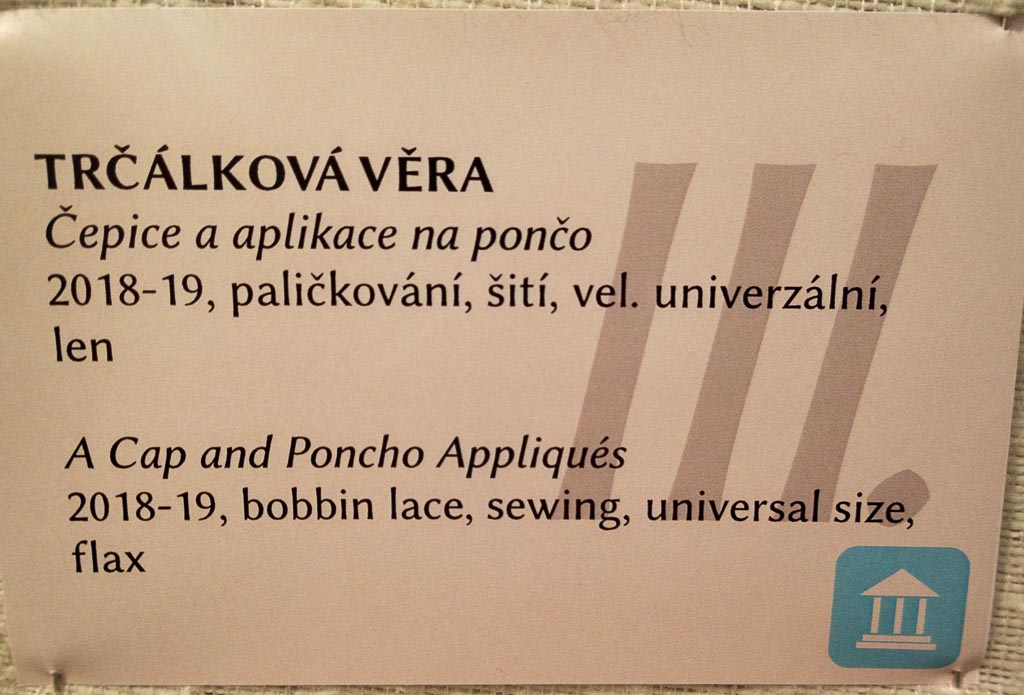 TRČÁLKOVÁ VĚRA
Čepice a aplikace na pončo
2018-19, paličkování, šití, vel. univerzální,
len
III.
A Cap and Poncho Appliqués
2018-19, bobbin lace, sewing, universal size,
flax